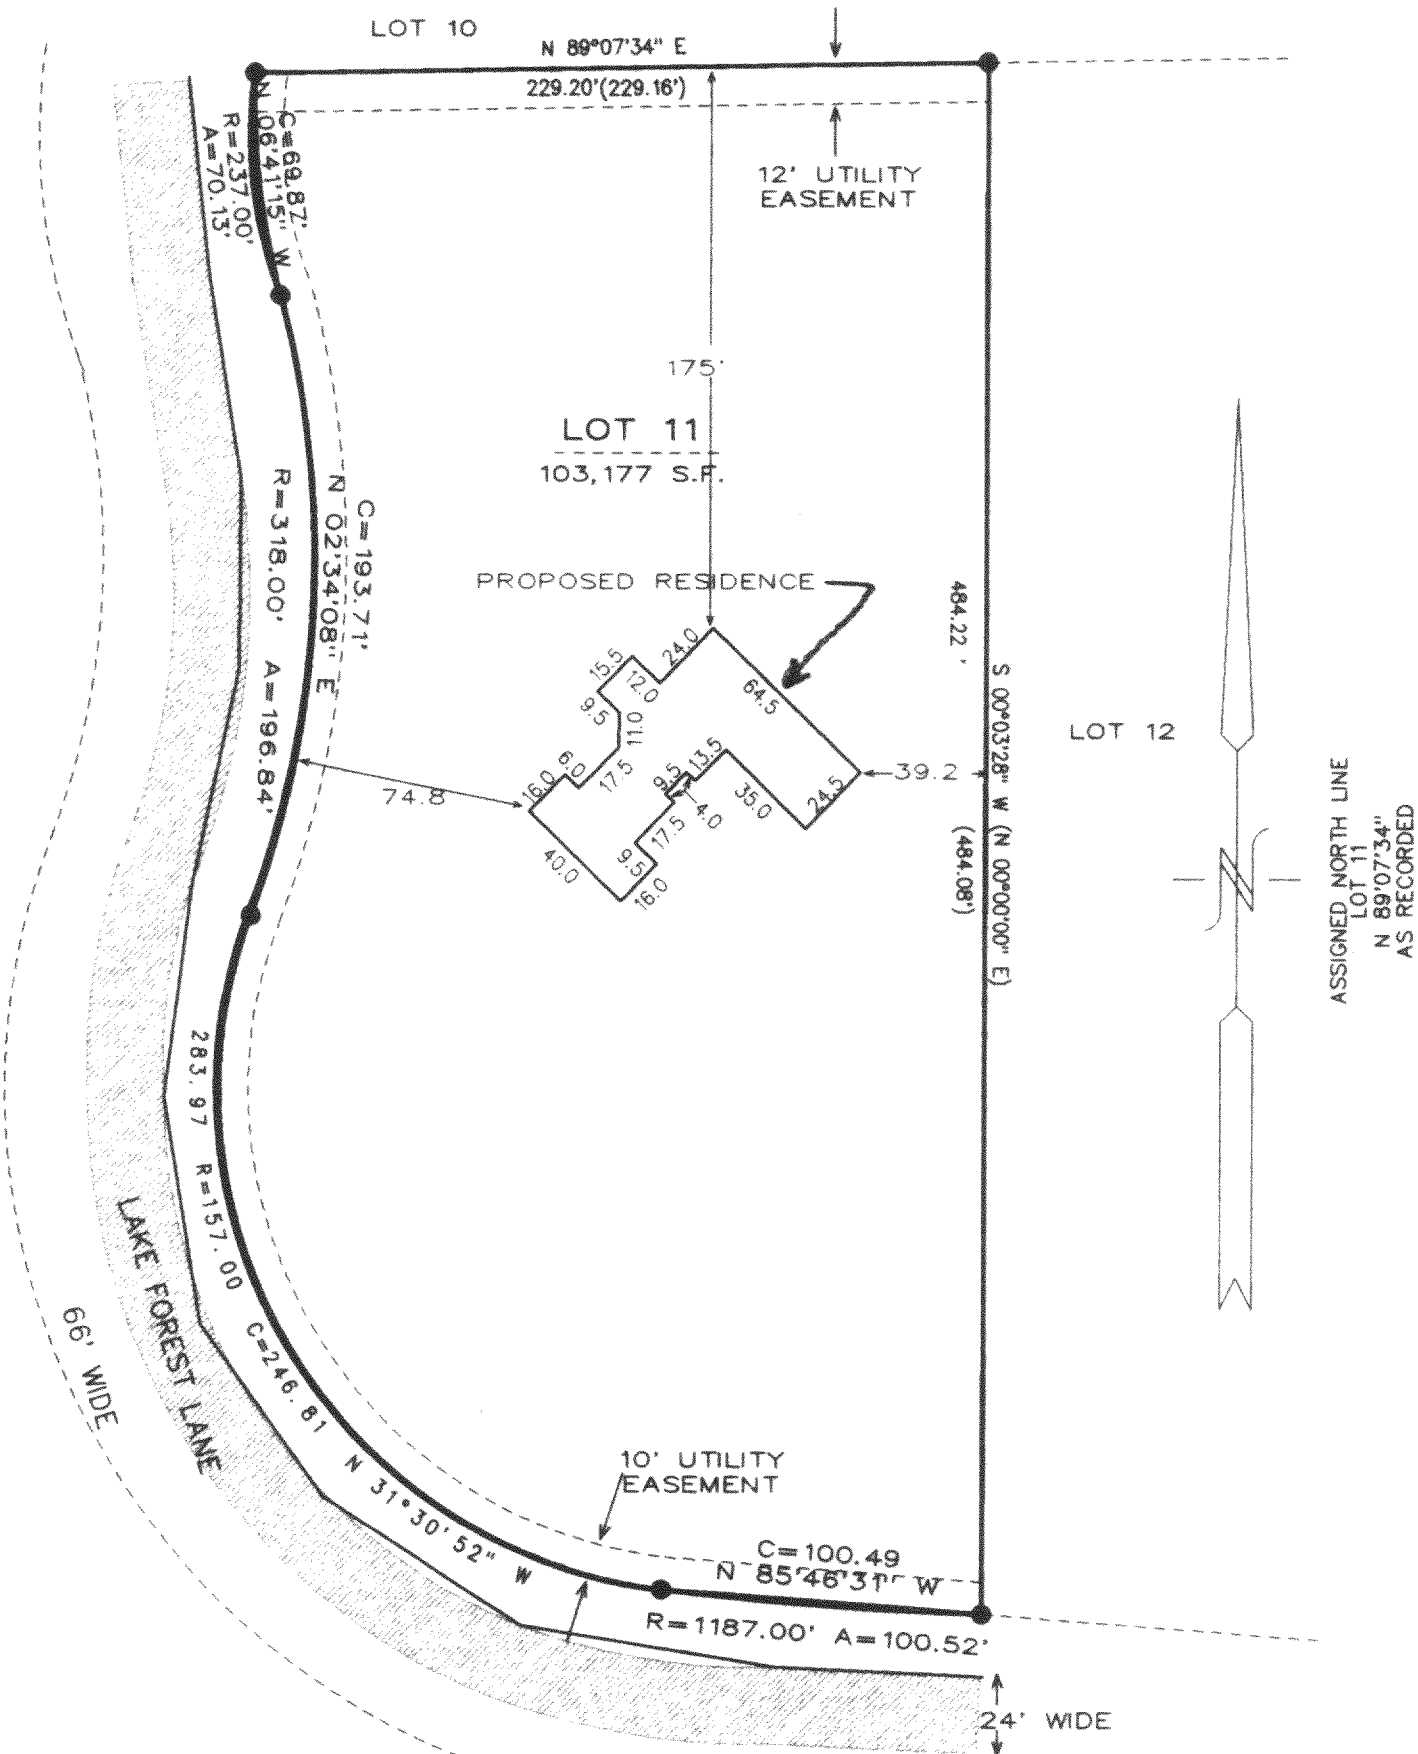 LOT 10
N 89°07'34" E
229.20'(229.16')
12' UTILITY
EASEMENT
C=69.87'
N 06'41'15" W
R=237.00'
A=70.13'
175'
LOT 11
103,177 S.F.
C=193.71'
N 02'34'08" E
R=318.00' A=196.84'
PROPOSED RESIDENCE
484.22 '
S 00°03'28" W (N 00°00'00" E)
(484.08')
LOT 12
24.0
15.5
12.0
9.5
11.0
64.5
6.0
17.5
16.0
13.5
9.5
4.0
35.0
24.5
17.5
9.5
16.0
40.0
74.8
39.2
ASSIGNED NORTH LINE
LOT 11
N 89'07'34"
AS RECORDED
N
283.97 R=157.00 C=246.81 N 31°30'52" W
LAKE FOREST LANE
66' WIDE
10' UTILITY
EASEMENT
C=100.49
N 85'46'31" W
R=1187.00' A=100.52'
24' WIDE